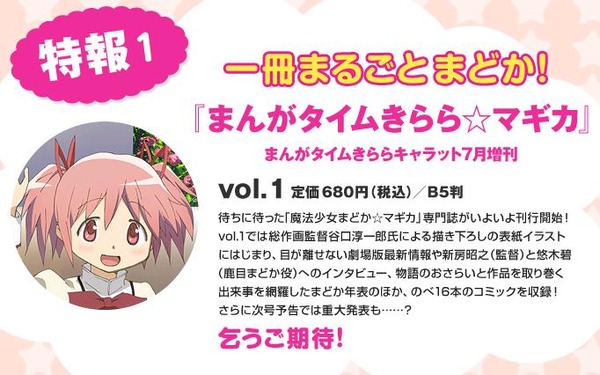 特報1
一冊まるごとまどか!
『まんがタイムきらら☆マギカ』
まんがタイムきららキャラット7月増刊
vol.1 定価680円(税込)/B5判
待ちに待った「魔法少女まどか☆マギカ」専門誌がいよいよ刊行開始!
vol.1では総作画監督谷口淳一郎氏による描き下ろしの表紙イラスト
にはじまり、目が離せない劇場版最新情報や新房昭之(監督)と悠木碧
(鹿目まどか役)へのインタビュー、物語のおさらいと作品を取り巻く
出来事を網羅したまどか年表のほか、のべ16本のコミックを収録!
さらに次号予告では重大発表も……?
乞うご期待!